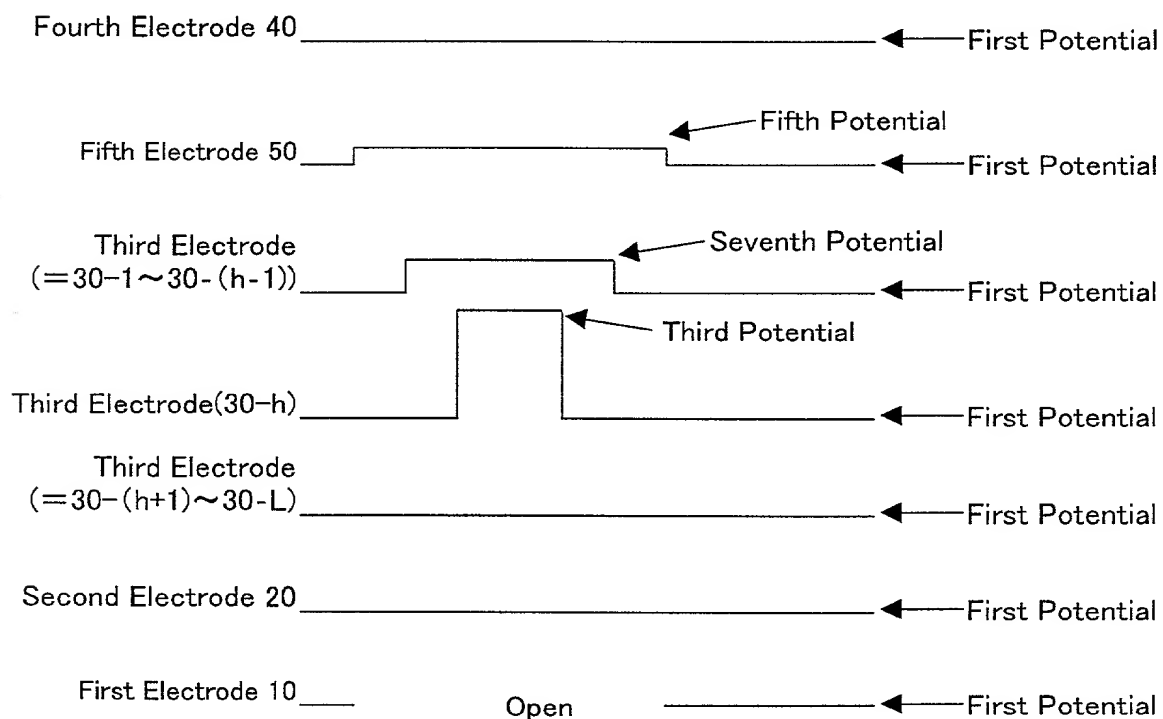 Fourth Electrode 40
First Potential
Fifth Potential
Fifth Electrode 50
First Potential
Third Electrode
(=30-1~30-(h-1))
Seventh Potential
First Potential
Third Potential
Third Electrode(30-h)
First Potential
Third Electrode
(=30-(h+1)~30-L)
First Potential
Second Electrode 20
First Potential
First Electrode 10
Open
First Potential